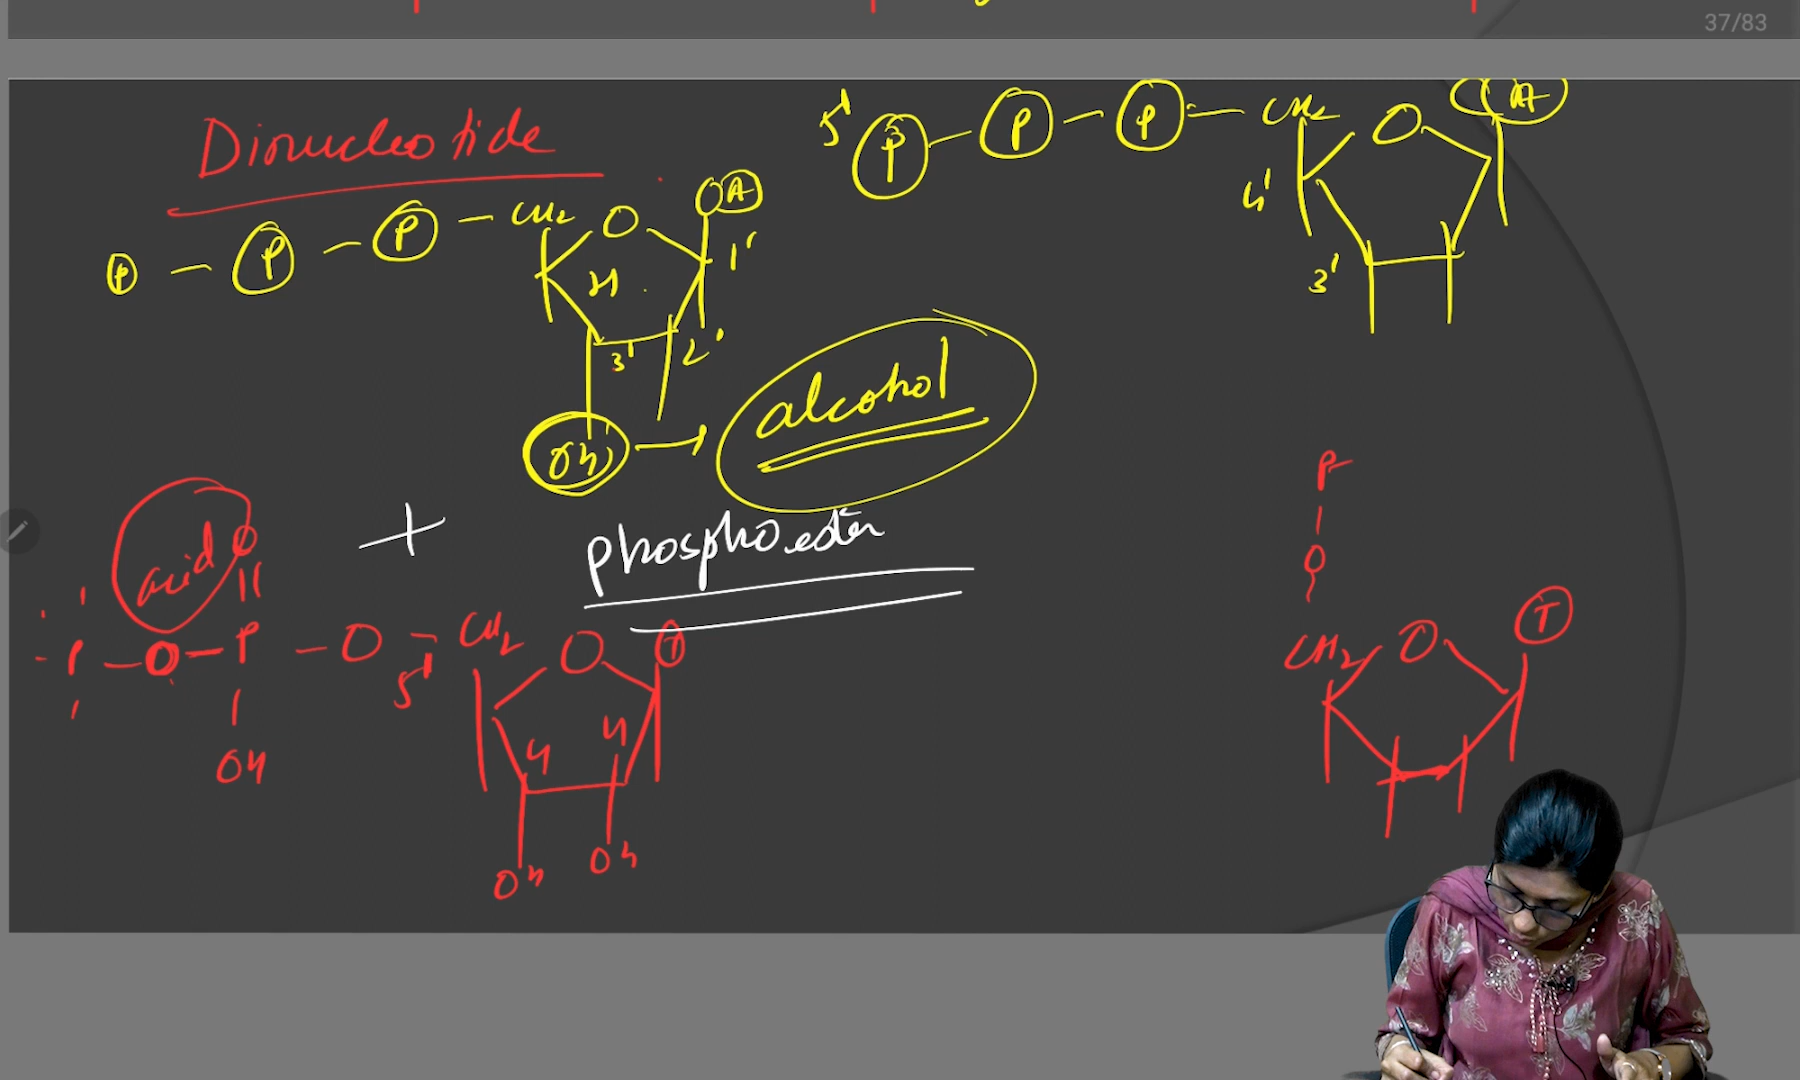 37/83
Dinucleotide
5' P — P — P — CH2 O A
4'
3'
P — P — P — CH2 O A
H 1'
3' 2'
OH → alcohol
acid + phosphoester
O
P — O — P — O — CH2 O T
5'
OH
H H
OH OH
P
O
CH2 O T